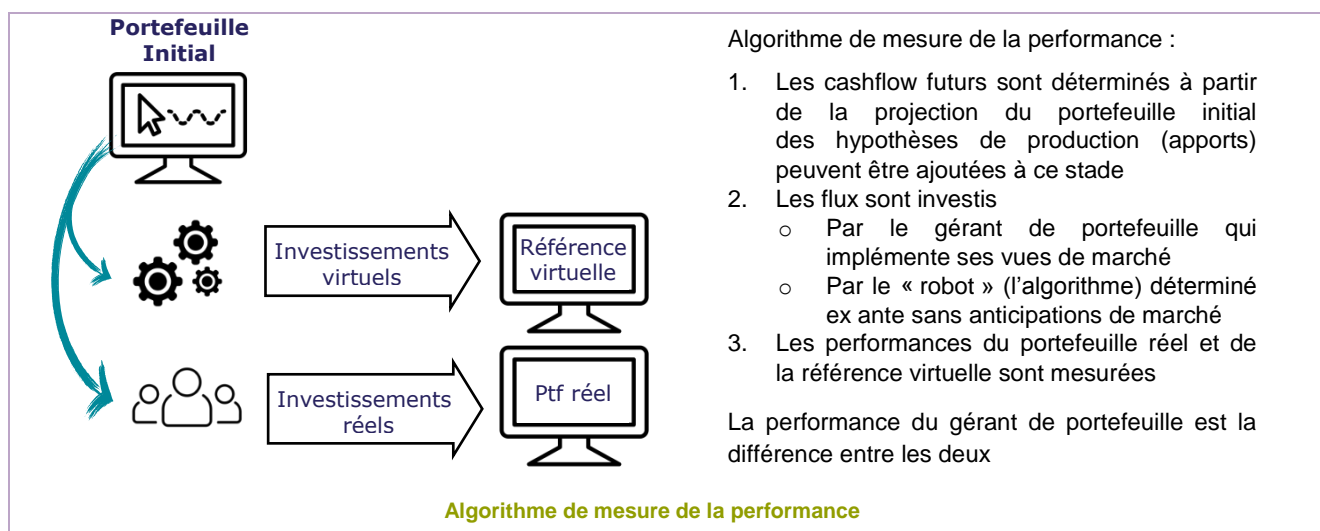 Portefeuille
Initial
Investissements
virtuels
Référence
virtuelle
Investissements
réels
Ptf réel
Algorithme de mesure de la performance :
1. Les cashflow futurs sont déterminés à partir
de la projection du portefeuille initial
des hypothèses de production (apports)
peuvent être ajoutées à ce stade
2. Les flux sont investis
o Par le gérant de portefeuille qui
implémente ses vues de marché
o Par le « robot » (l'algorithme) déterminé
ex ante sans anticipations de marché
3. Les performances du portefeuille réel et de
la référence virtuelle sont mesurées
La performance du gérant de portefeuille est la
différence entre les deux
Algorithme de mesure de la performance